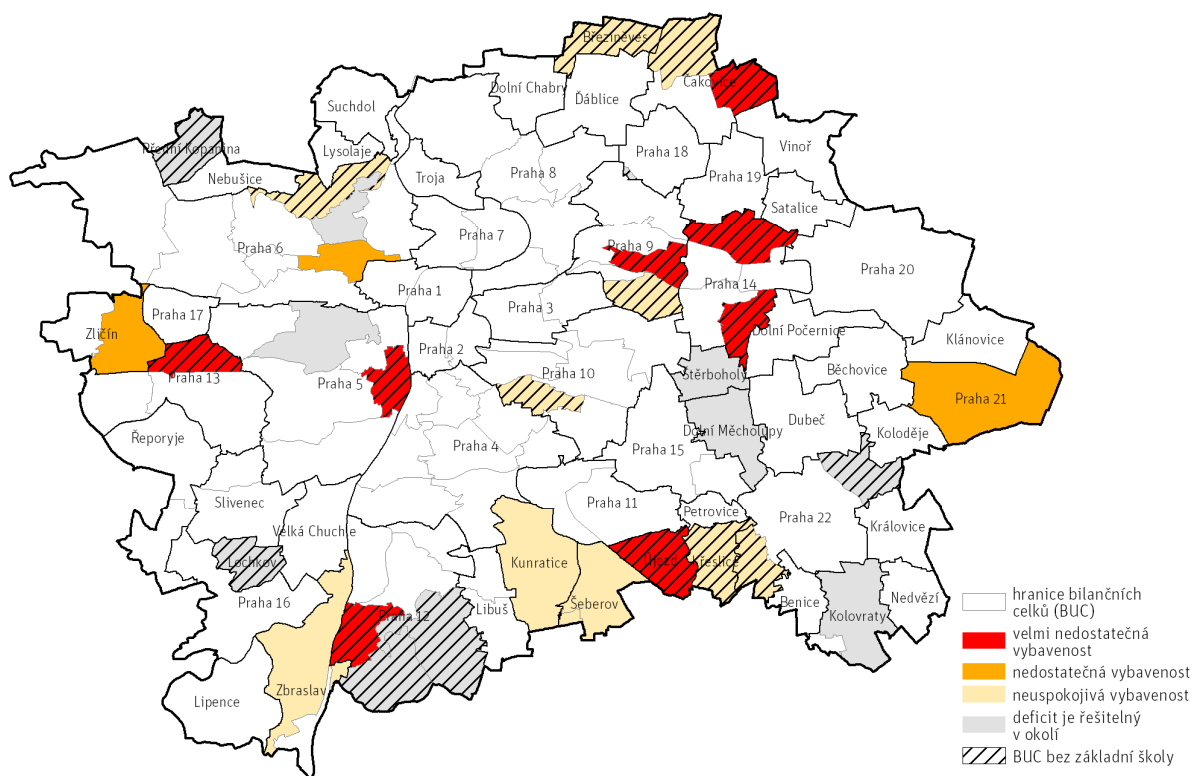 Březiněves
Čakovice
Dolní Chabry
Ďáblice
Suchdol
Lysolaje
Přední Kopanina
Nebušice
Troja
Praha 8
Praha 18
Vinoř
Praha 19
Satalice
Praha 6
Praha 7
Praha 9
Praha 20
Praha 1
Praha 3
Praha 14
Zličín
Praha 17
Praha 2
Dolní Počernice
Klánovice
Praha 13
Praha 5
Praha 10
Štěrboholy
Běchovice
Praha 21
Řeporyje
Praha 4
Dolní Měcholupy
Dubeč
Koloděje
Praha 15
Slivenec
Velká Chuchle
Praha 11
Petrovice
Praha 22
Královice
Lochkov
Kunratice
Újezd
Křeslice
Praha 16
Praha 12
Libuš
Šeberov
Benice
Kolovraty
Nedvězí
Lipence
Zbraslav
hranice bilančních
celků (BUC)
velmi nedostatečná
vybavenost
nedostatečná vybavenost
neuspokojivá vybavenost
deficit je řešitelný
v okolí
BUC bez základní školy